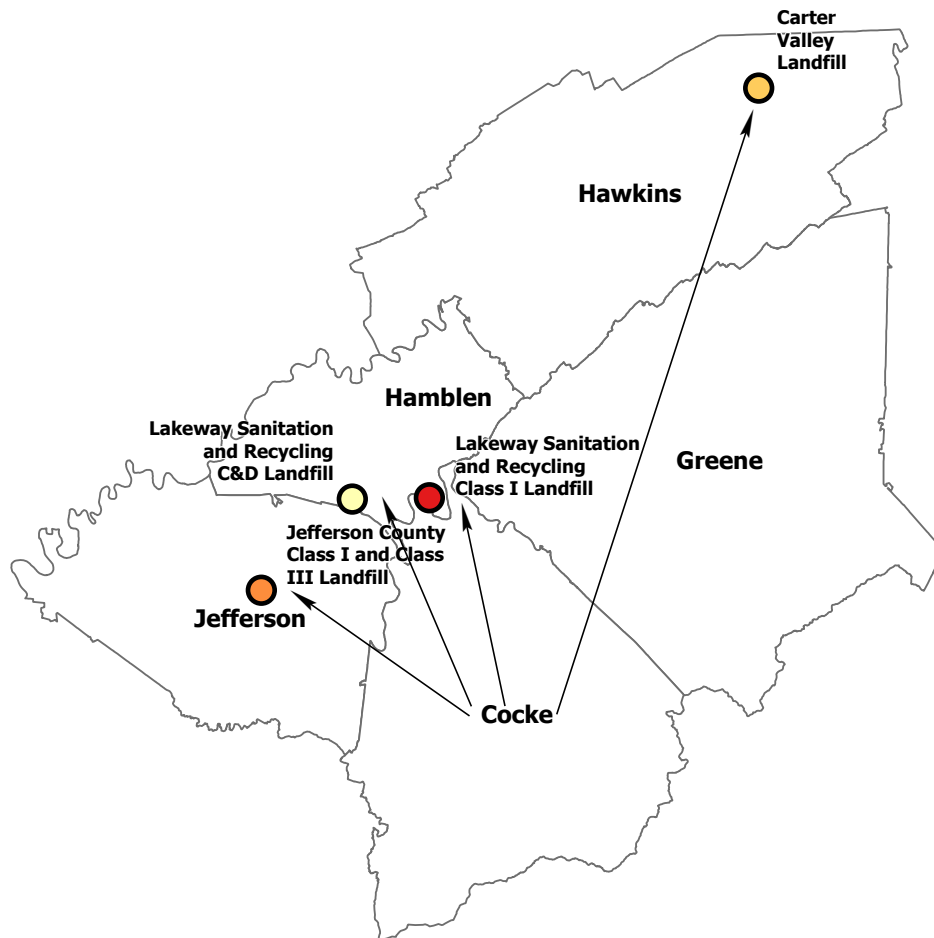 Carter
Valley
Landfill
Hawkins
Hamblen
Lakeway Sanitation
and Recycling
C&D Landfill
Lakeway Sanitation
and Recycling
Class I Landfill
Greene
Jefferson County
Class I and Class
III Landfill
Jefferson
Cocke